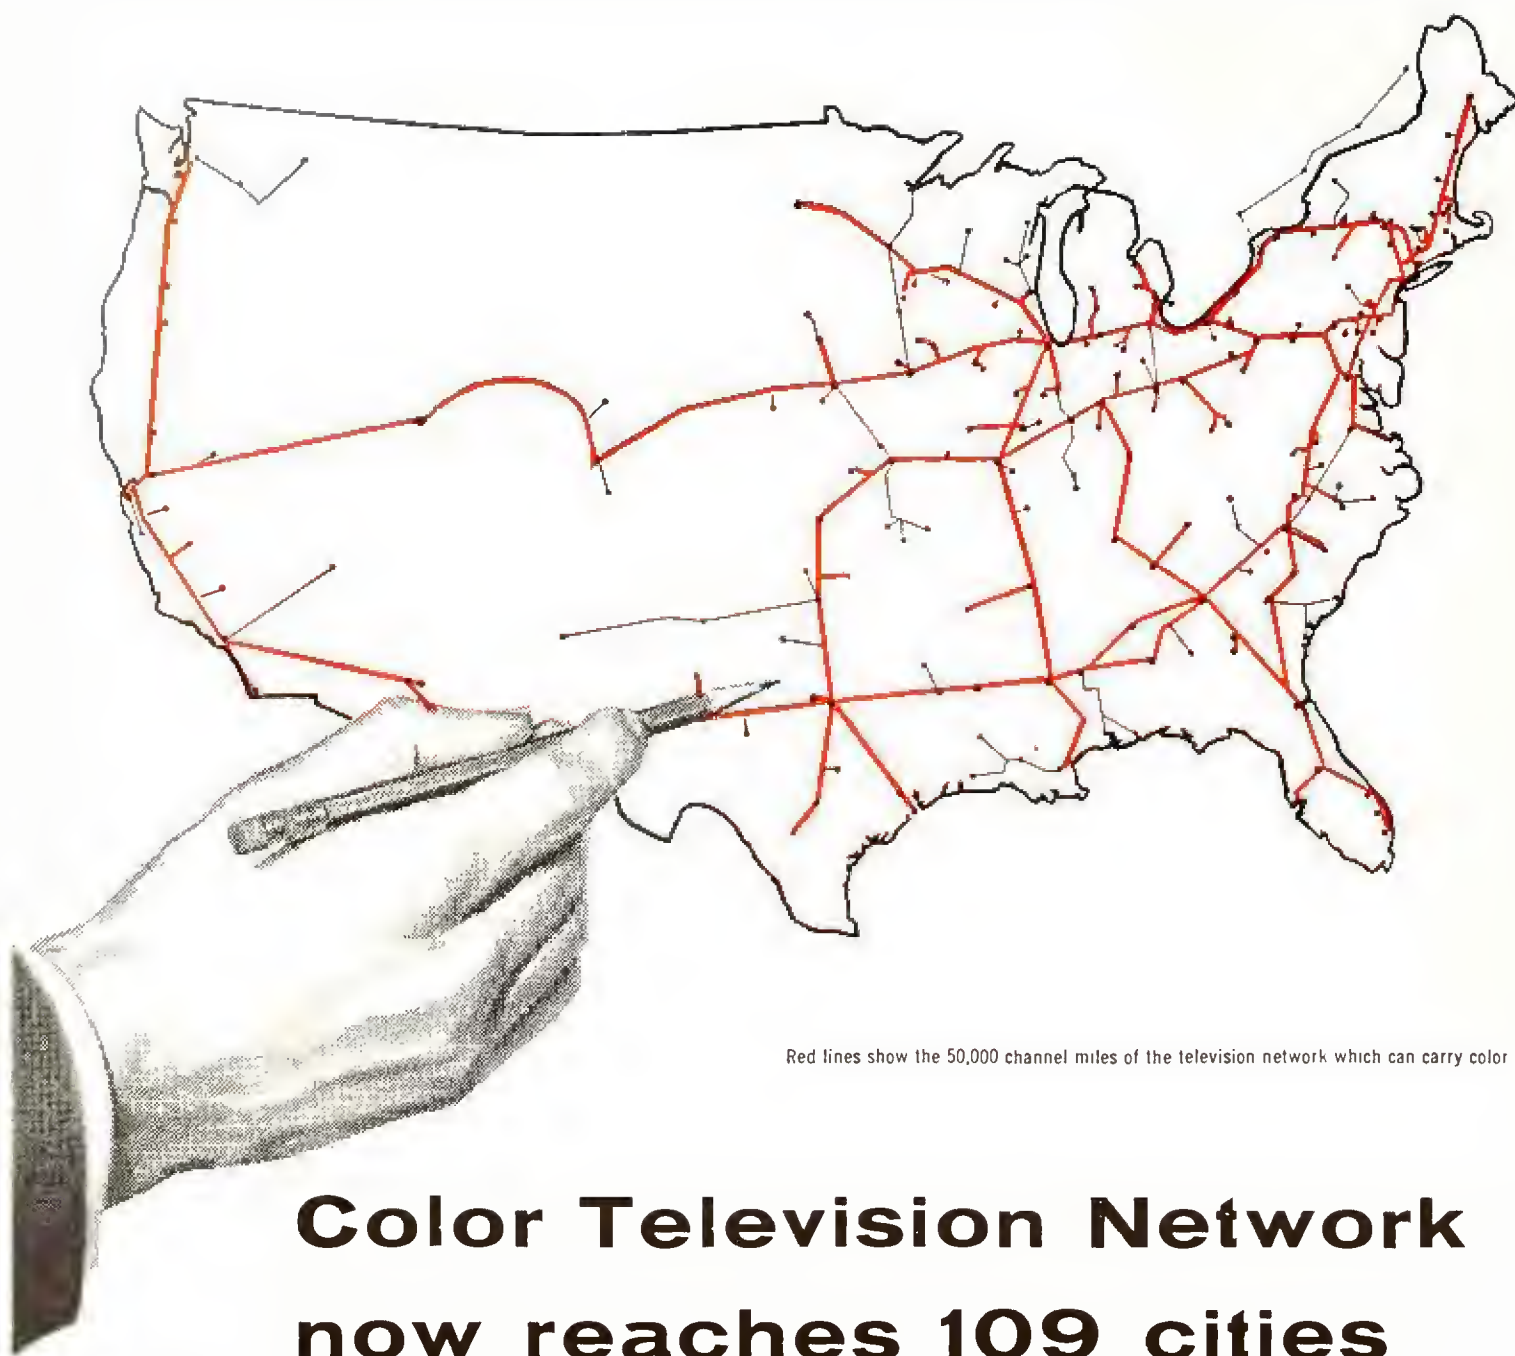 Red lines show the 50,000 channel miles of the television network which can carry color
Color Television Network
now reaches 109 cities